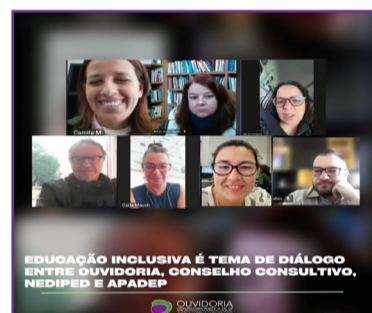 Camila M
EDUCAÇÃO INCLUSIVA É TEMA DE DIÁLOGO
ENTRE OUVIDORIA, CONSELHO CONSULTIVO,
NEDIPED E APADEP
OUVIDORIA